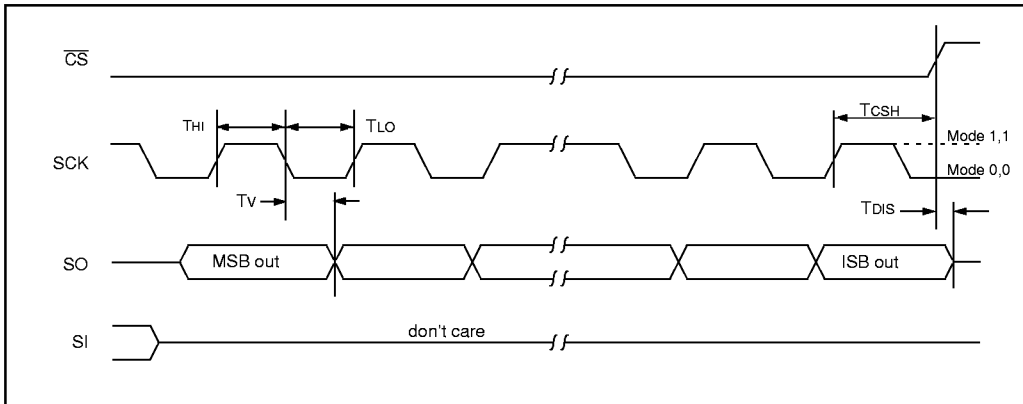 CS
THI
TLO
TCSH
Mode 1,1
SCK
Mode 0,0
TV
TDIS
SO
MSB out
ISB out
don't care
SI